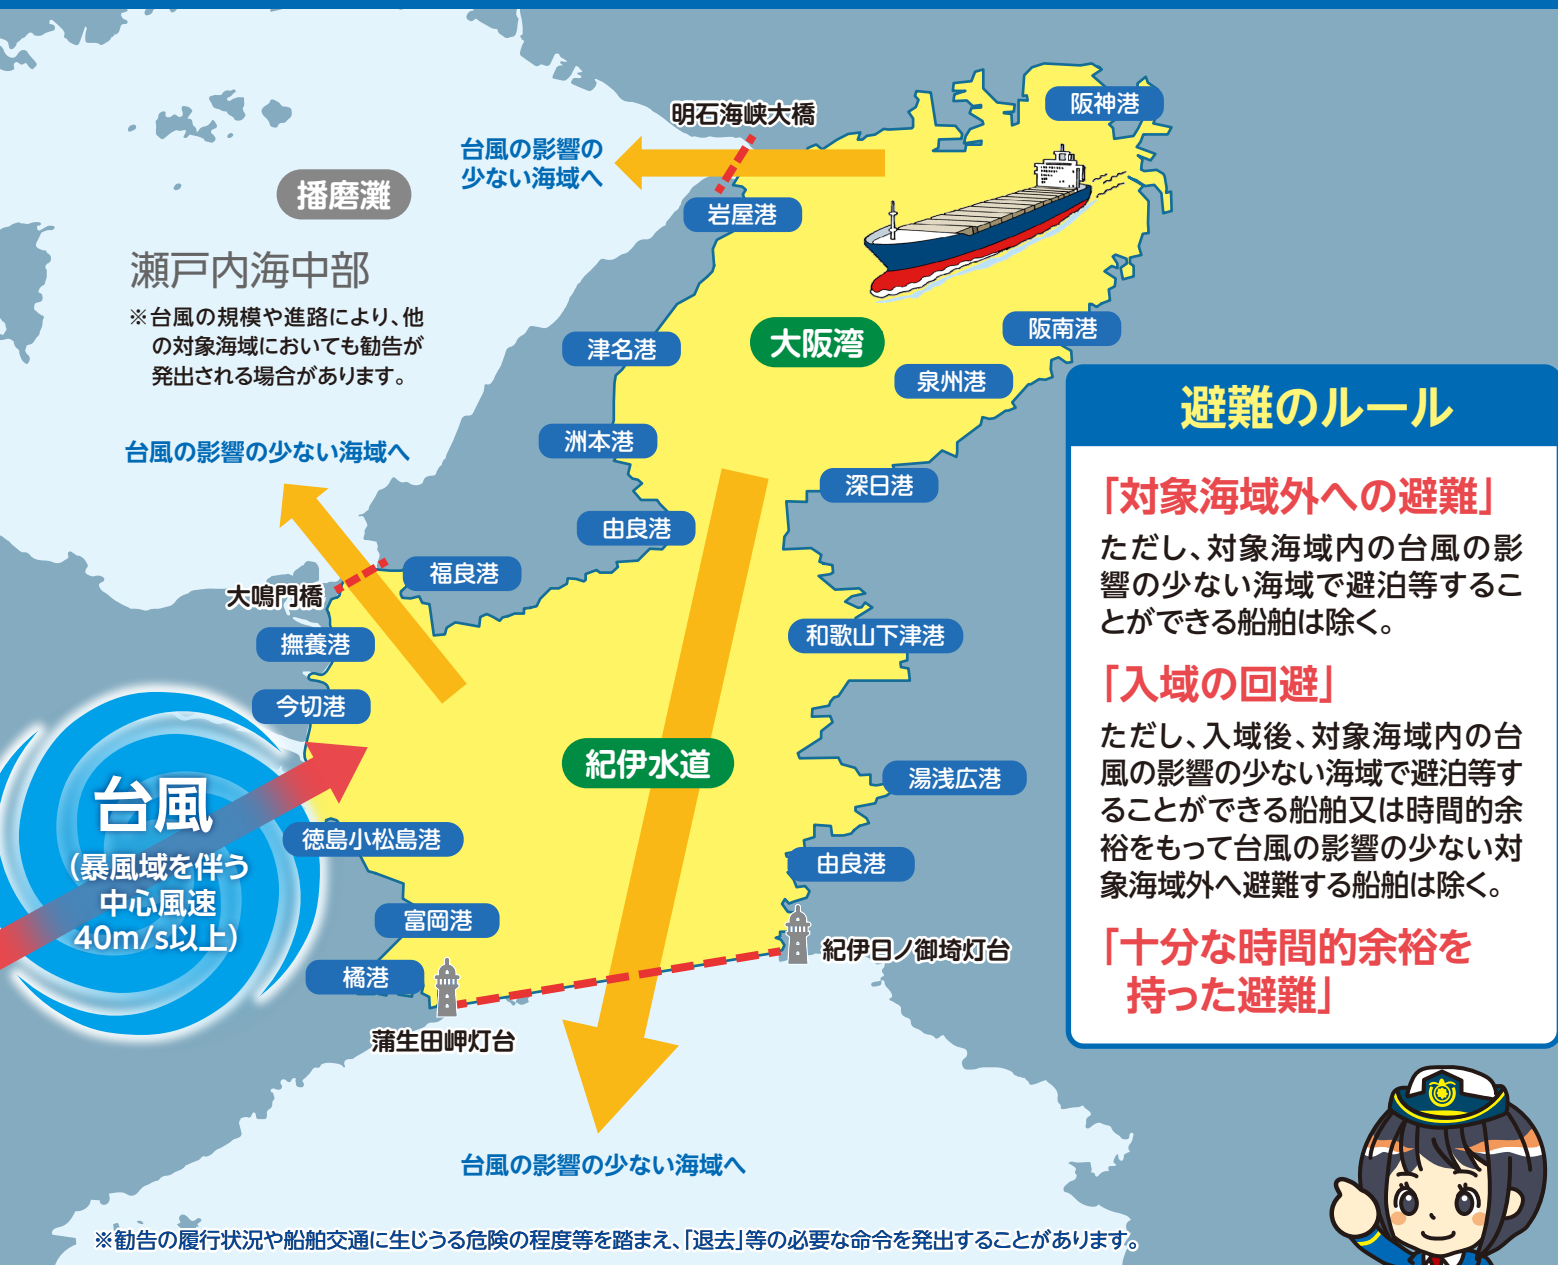 明石海峡大橋
阪神港
台風の影響の
少ない海域へ
播磨灘
岩屋港
瀬戸内海中部
※台風の規模や進路により、他
の対象海域においても勧告が
発出される場合があります。
津名港
大阪湾
阪南港
泉州港
台風の影響の少ない海域へ
洲本港
深日港
由良港
福良港
大鳴門橋
撫養港
和歌山下津港
今切港
紀伊水道
湯浅広港
台風
(暴風域を伴う
中心風速
40m/s以上)
徳島小松島港
由良港
富岡港
紀伊日ノ御埼灯台
橘港
蒲生田岬灯台
台風の影響の少ない海域へ
避難のルール
「対象海域外への避難」
ただし、対象海域内の台風の影
響の少ない海域で避泊等するこ
とができる船舶は除く。
「入域の回避」
ただし、入域後、対象海域内の台
風の影響の少ない海域で避泊等す
ることができる船舶又は時間的余
裕をもって台風の影響の少ない対
象海域外へ避難する船舶は除く。
「十分な時間的余裕を
持った避難」
※勧告の履行状況や船舶交通に生じうる危険の程度等を踏まえ、「退去」等の必要な命令を発出することがあります。